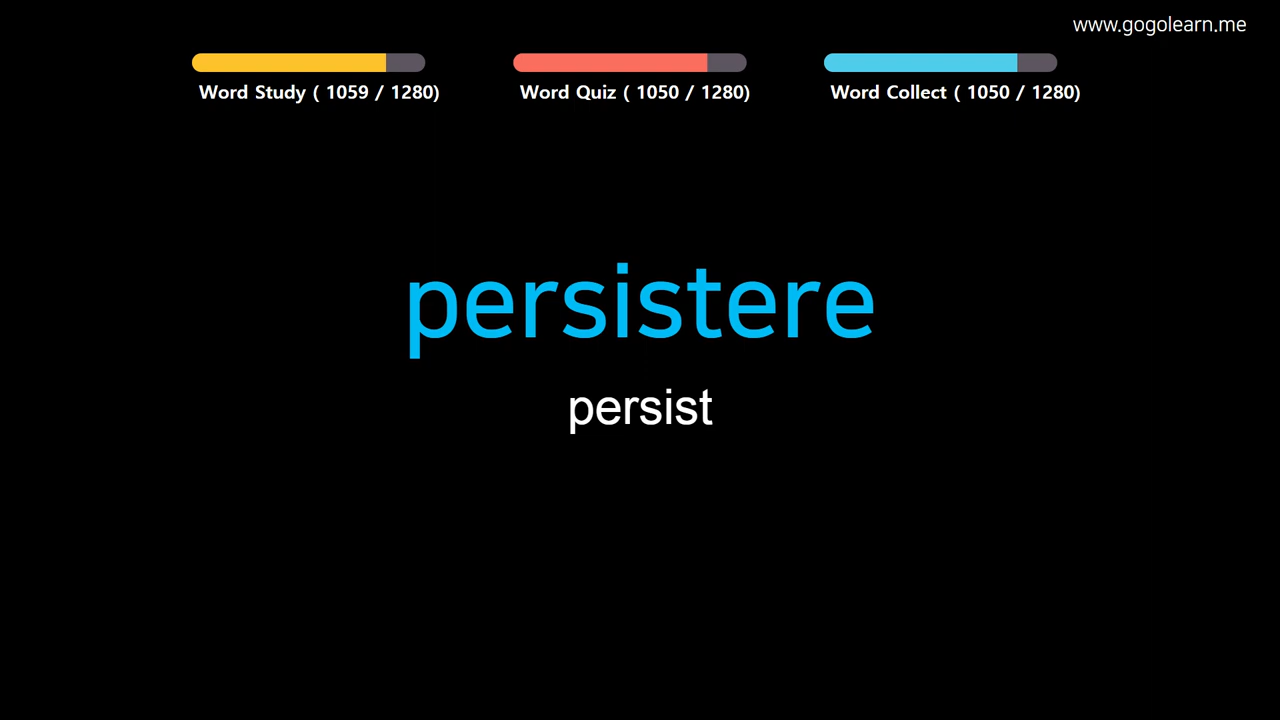 www.gogolearn.me
Word Study ( 1059 / 1280)
Word Quiz ( 1050 / 1280)
Word Collect ( 1050 / 1280)
persistere
persist